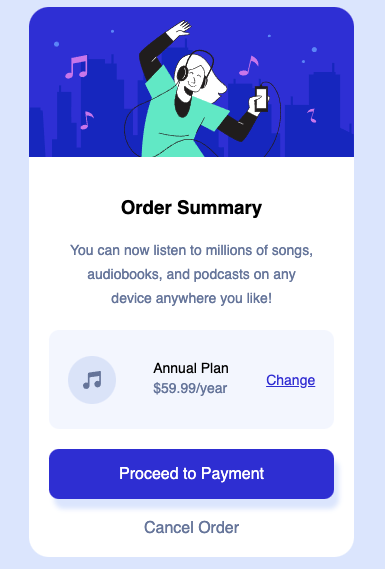 Order Summary
You can now listen to millions of songs,
audiobooks, and podcasts on any
device anywhere you like!
Annual Plan
$59.99/year
Change
Proceed to Payment
Cancel Order